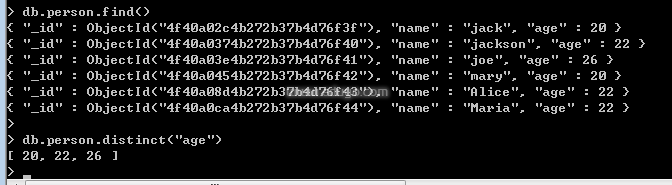 > db.person.find()
{ "_id" : ObjectId("4f40a02c4b272b37b4d76f3f"), "name" : "jack", "age" : 20 }
{ "_id" : ObjectId("4f40a0374b272b37b4d76f40"), "name" : "jackson", "age" : 22 }
{ "_id" : ObjectId("4f40a03e4b272b37b4d76f41"), "name" : "joe", "age" : 26 }
{ "_id" : ObjectId("4f40a0454b272b37b4d76f42"), "name" : "mary", "age" : 20 }
{ "_id" : ObjectId("4f40a08d4b272b37b4d76f43"), "name" : "Alice", "age" : 22 }
{ "_id" : ObjectId("4f40a0ca4b272b37b4d76f44"), "name" : "Maria", "age" : 22 }
>
> db.person.distinct("age")
[ 20, 22, 26 ]
>